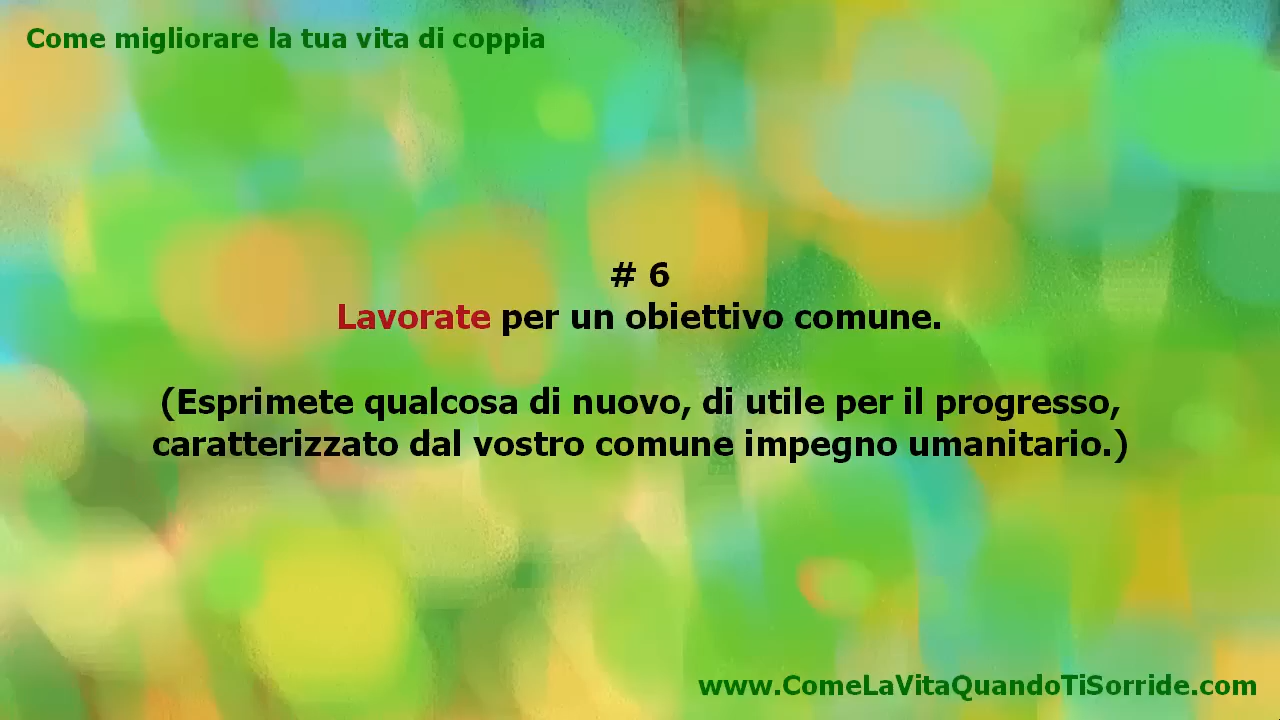 Come migliorare la tua vita di coppia
# 6
Lavorate per un obiettivo comune.
(Esprimete qualcosa di nuovo, di utile per il progresso,
caratterizzato dal vostro comune impegno umanitario.)
www.ComeLaVitaQuandoTiSorride.com